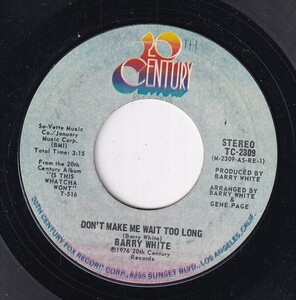 20TH
CENTURY
Sa-Vette Music
Co./January
Music Corp.
(BMI)
Total Time: 3:15
From the 20th
Century Album
"IS THIS
WHATCHA
WONT"
T-516
STEREO
TC-2309
(M-2309-AS-RE-1)
PRODUCED BY
BARRY WHITE
ARRANGED BY
BARRY WHITE
& GENE PAGE
DON'T MAKE ME WAIT TOO LONG
(Barry White)
BARRY WHITE
©1976 20th Century
Records
20TH CENTURY FOX RECORD CORP., 8255 SUNSET BLVD., LOS ANGELES, CALIF.